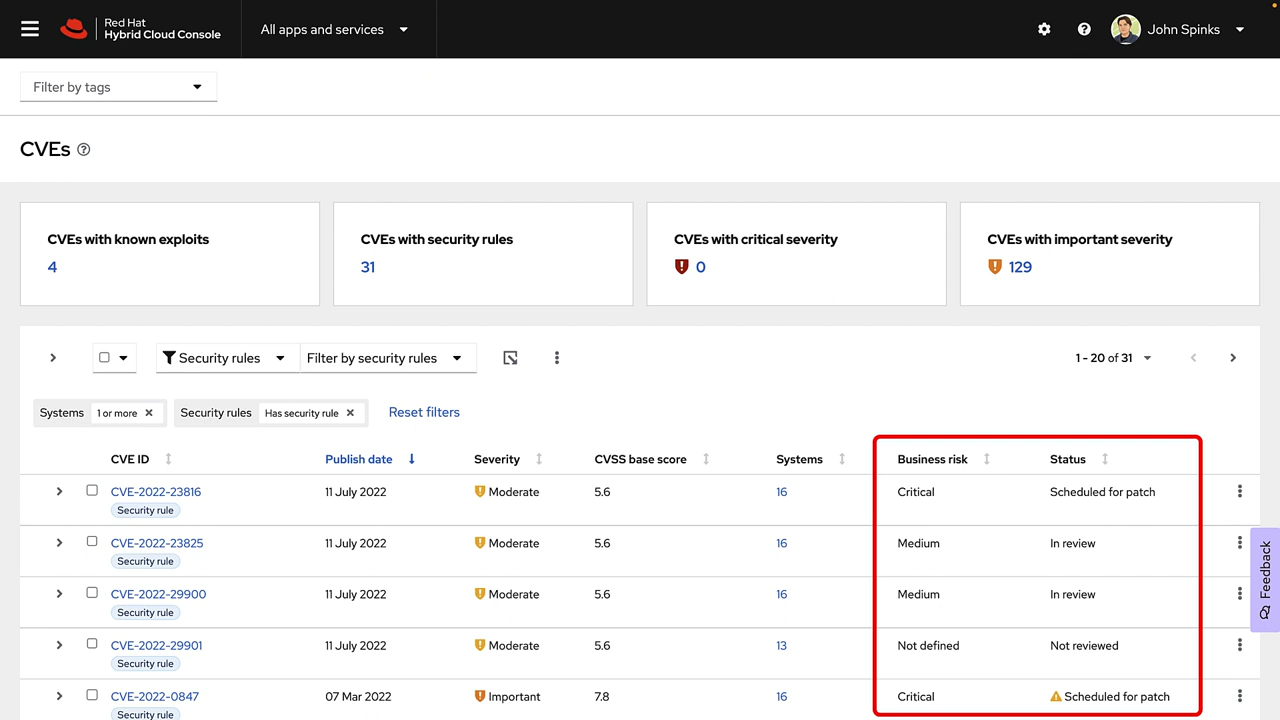 Red Hat
Hybrid Cloud Console
All apps and services
John Spinks
Filter by tags
CVEs
CVEs with known exploits
4
CVEs with security rules
31
CVEs with critical severity
0
CVEs with important severity
129
Security rules
Filter by security rules
1 - 20 of 31
Systems 1 or more
Security rules Has security rule
Reset filters
CVE ID Publish date Severity CVSS base score Systems Business risk Status
CVE-2022-23816 11 July 2022 Moderate 5.6 16 Critical Scheduled for patch
Security rule
CVE-2022-23825 11 July 2022 Moderate 5.6 16 Medium In review
Security rule
CVE-2022-29900 11 July 2022 Moderate 5.6 16 Medium In review
Security rule
CVE-2022-29901 11 July 2022 Moderate 5.6 13 Not defined Not reviewed
Security rule
CVE-2022-0847 07 Mar 2022 Important 7.8 16 Critical Scheduled for patch
Security rule
Feedback